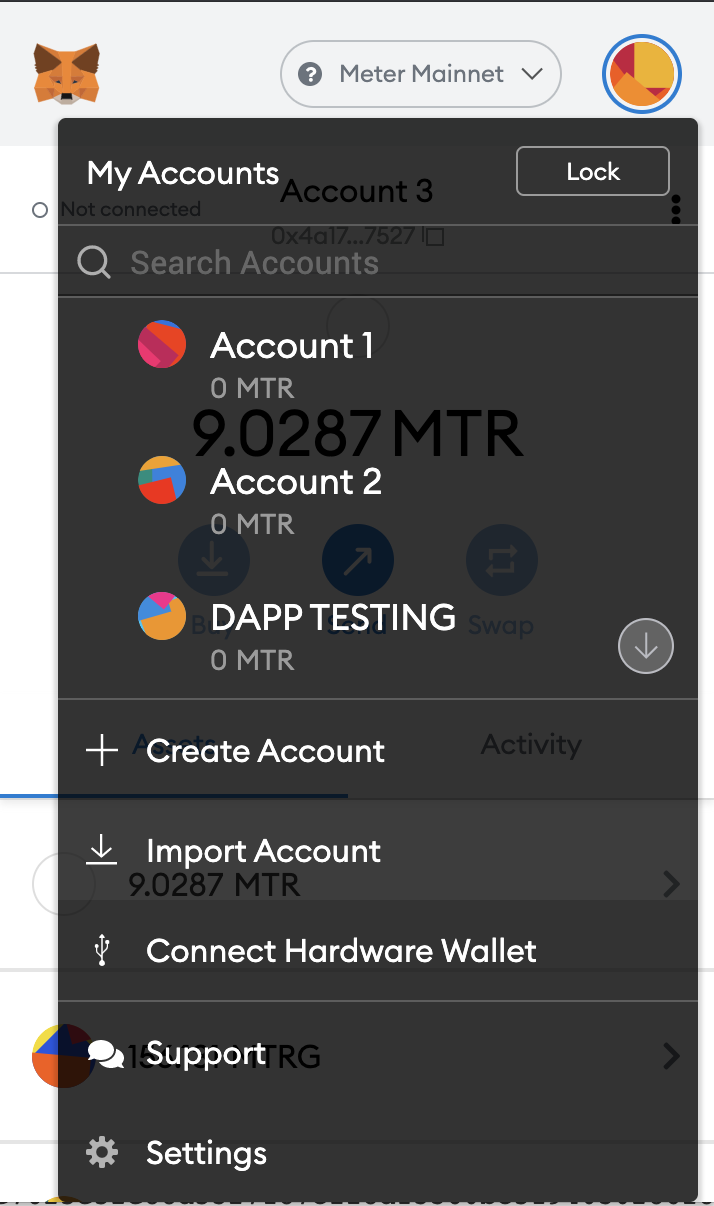 Meter Mainnet
My Accounts
Lock
Account 3
Not connected
0x4a17...7527
Search Accounts
Account 1
0 MTR
9.0287 MTR
Account 2
0 MTR
Buy
Send
Swap
DAPP TESTING
0 MTR
Assets
Activity
Create Account
Import Account
9.0287 MTR
Connect Hardware Wallet
MTRG
Support
Settings